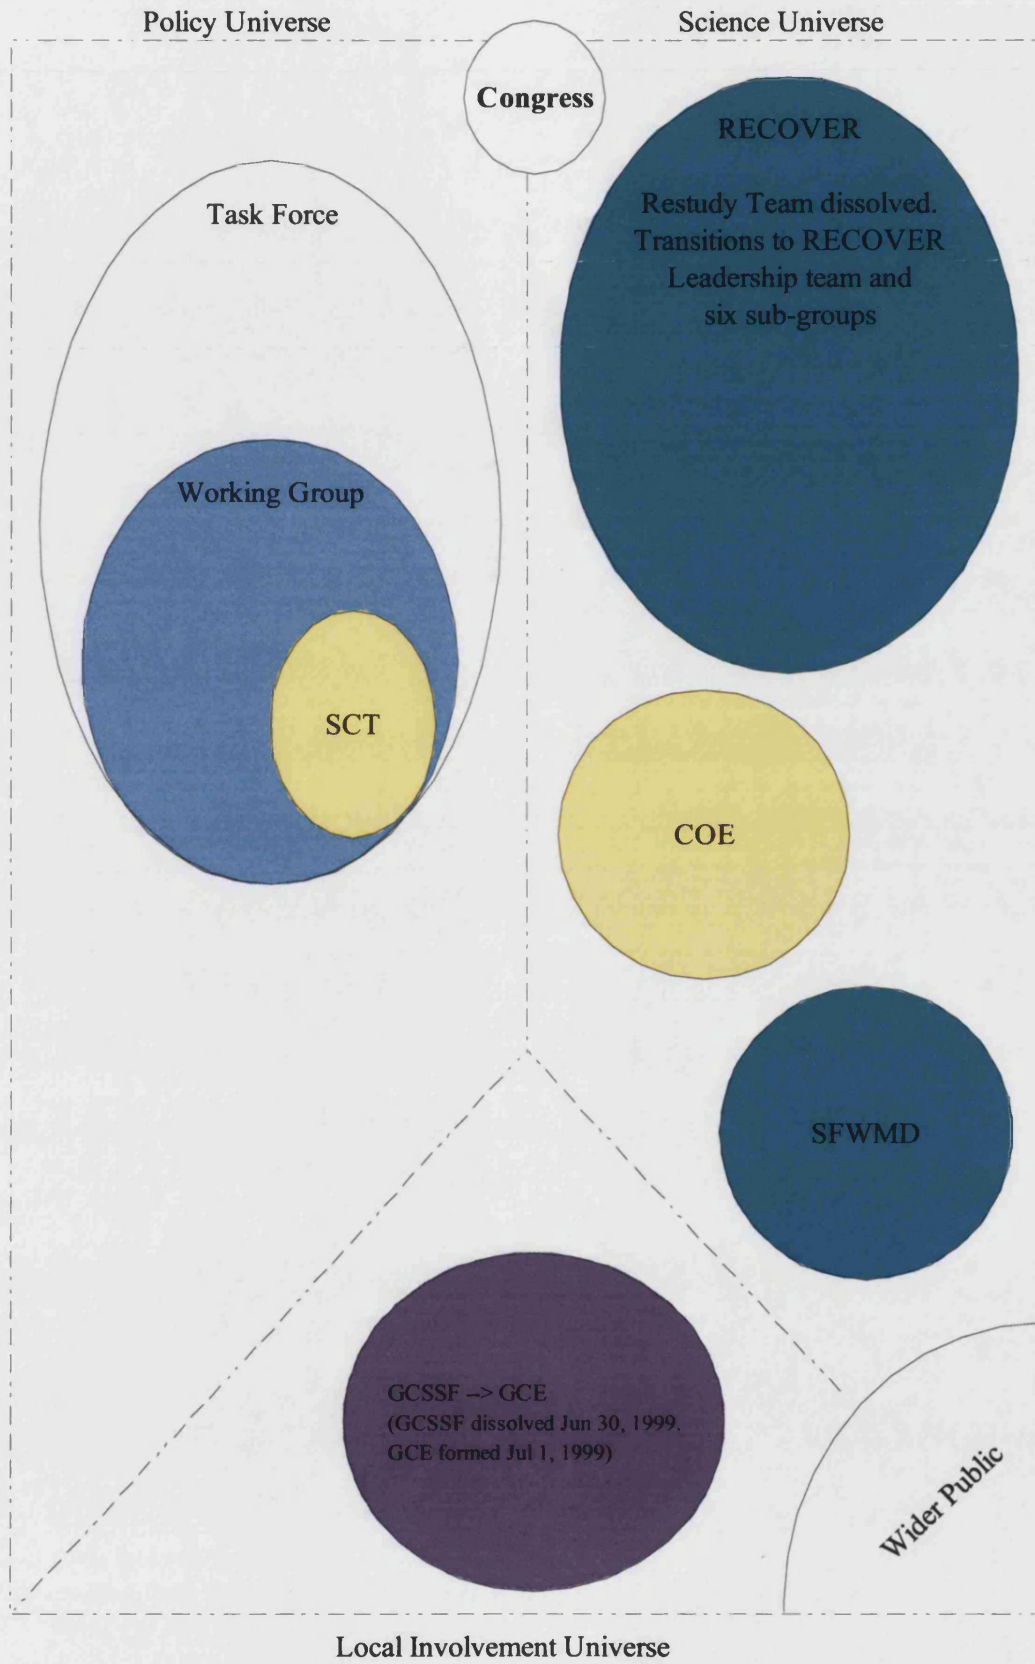 Policy Universe
Science Universe
Congress
RECOVER
Restudy Team dissolved.
Transitions to RECOVER
Leadership team and
six sub-groups
Task Force
Working Group
SCT
COE
SFWMD
GCSSF --> GCE
(GCSSF dissolved Jun 30, 1999.
GCE formed Jul 1, 1999)
Wider Public
Local Involvement Universe